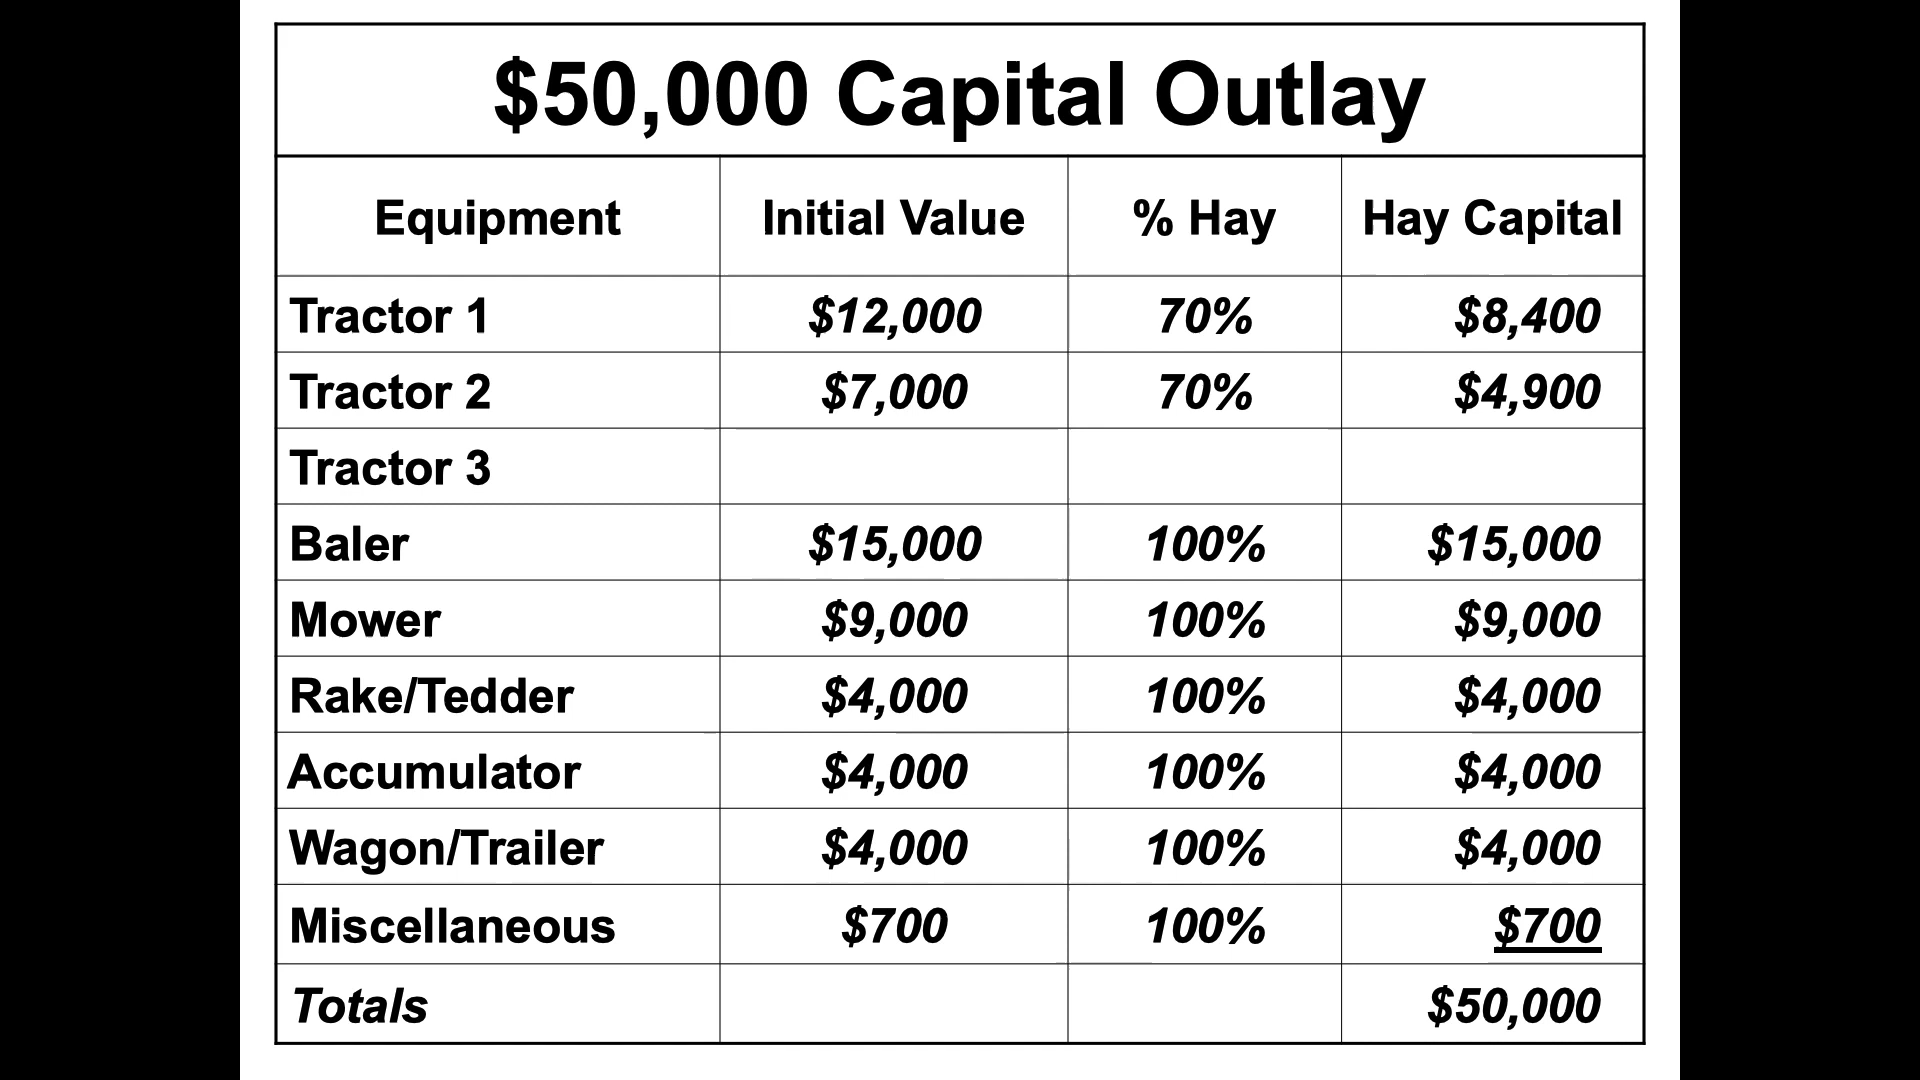 $50,000 Capital Outlay
Equipment Initial Value % Hay Hay Capital
Tractor 1 $12,000 70% $8,400
Tractor 2 $7,000 70% $4,900
Tractor 3
Baler $15,000 100% $15,000
Mower $9,000 100% $9,000
Rake/Tedder $4,000 100% $4,000
Accumulator $4,000 100% $4,000
Wagon/Trailer $4,000 100% $4,000
Miscellaneous $700 100% $700
Totals $50,000